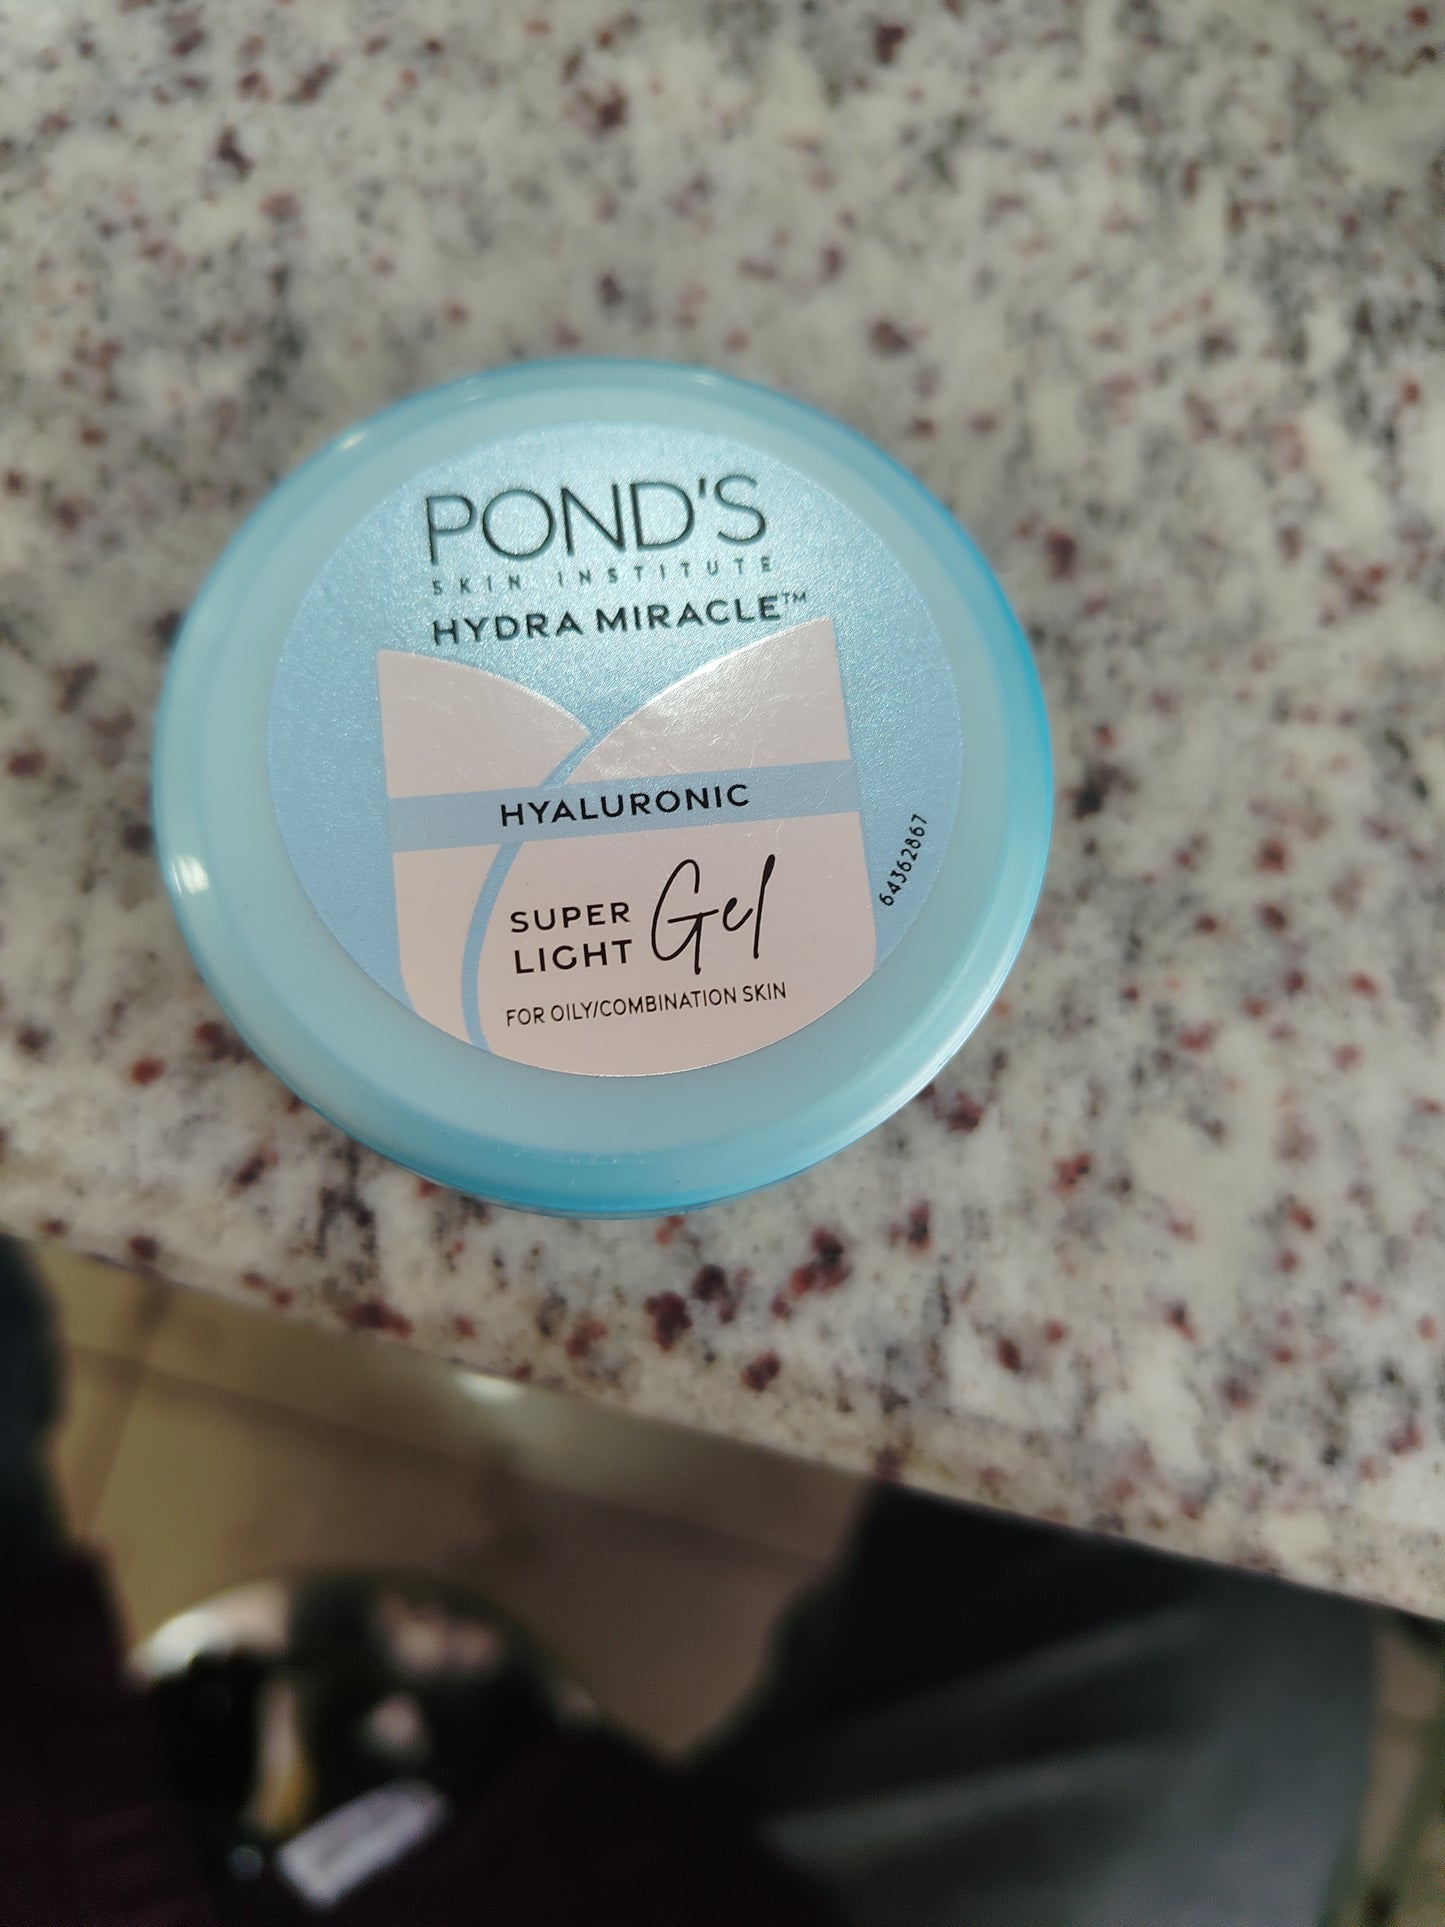 POND'S
SKIN INSTITUTE
HYDRA MIRACLE™
HYALURONIC
SUPER LIGHT Gel
FOR OILY/COMBINATION SKIN
64362867